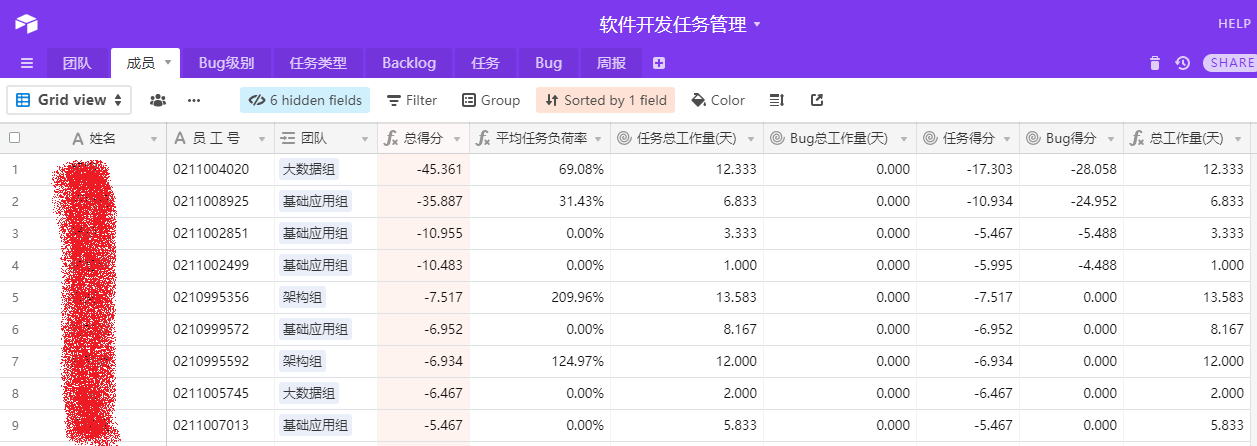 软件开发任务管理
HELP
团队 成员 Bug级别 任务类型 Backlog 任务 Bug 周报 SHARE
Grid view 6 hidden fields Filter Group Sorted by 1 field Color
姓名 员 工 号 团队 总得分 平均任务负荷率 任务总工作量(天) Bug总工作量(天) 任务得分 Bug得分 总工作量(天)
1 0211004020 大数据组 -45.361 69.08% 12.333 0.000 -17.303 -28.058 12.333
2 0211008925 基础应用组 -35.887 31.43% 6.833 0.000 -10.934 -24.952 6.833
3 0211002851 基础应用组 -10.955 0.00% 3.333 0.000 -5.467 -5.488 3.333
4 0211002499 基础应用组 -10.483 0.00% 1.000 0.000 -5.995 -4.488 1.000
5 0210995356 架构组 -7.517 209.96% 13.583 0.000 -7.517 0.000 13.583
6 0210999572 基础应用组 -6.952 0.00% 8.167 0.000 -6.952 0.000 8.167
7 0210995592 架构组 -6.934 124.97% 12.000 0.000 -6.934 0.000 12.000
8 0211005745 大数据组 -6.467 0.00% 2.000 0.000 -6.467 0.000 2.000
9 0211007013 基础应用组 -5.467 0.00% 5.833 0.000 -5.467 0.000 5.833